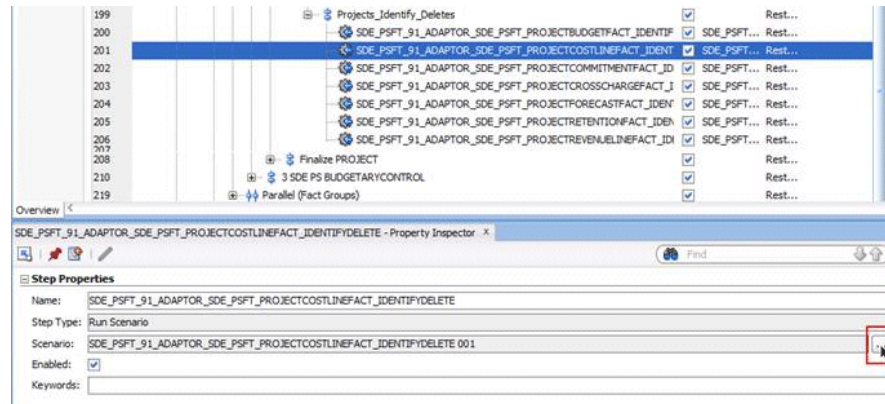 199 Projects_Identify_Deletes Rest...
200 SDE_PSFT_91_ADAPTOR_SDE_PSFT_PROJECTBUDGETFACT_IDENTIF SDE_PSFT... Rest...
201 SDE_PSFT_91_ADAPTOR_SDE_PSFT_PROJECTCOSTLINEFACT_IDENT SDE_PSFT... Rest...
202 SDE_PSFT_91_ADAPTOR_SDE_PSFT_PROJECTCOMMITMENTFACT_ID SDE_PSFT... Rest...
203 SDE_PSFT_91_ADAPTOR_SDE_PSFT_PROJECTCROSSCHARGEFACT_I SDE_PSFT... Rest...
204 SDE_PSFT_91_ADAPTOR_SDE_PSFT_PROJECTFORECASTFACT_IDEN SDE_PSFT... Rest...
205 SDE_PSFT_91_ADAPTOR_SDE_PSFT_PROJECTRETENTIONFACT_IDEN SDE_PSFT... Rest...
206 SDE_PSFT_91_ADAPTOR_SDE_PSFT_PROJECTREVENUELINEFACT_ID SDE_PSFT... Rest...
207
208 Finalize PROJECT Rest...
210 3 SDE PS BUDGETARYCONTROL Rest...
219 Parallel (Fact Groups) Rest...
Overview
SDE_PSFT_91_ADAPTOR_SDE_PSFT_PROJECTCOSTLINEFACT_IDENTIFYDELETE - Property Inspector x
Find
Step Properties
Name: SDE_PSFT_91_ADAPTOR_SDE_PSFT_PROJECTCOSTLINEFACT_IDENTIFYDELETE
Step Type: Run Scenario
Scenario: SDE_PSFT_91_ADAPTOR_SDE_PSFT_PROJECTCOSTLINEFACT_IDENTIFYDELETE 001
Enabled:
Keywords: